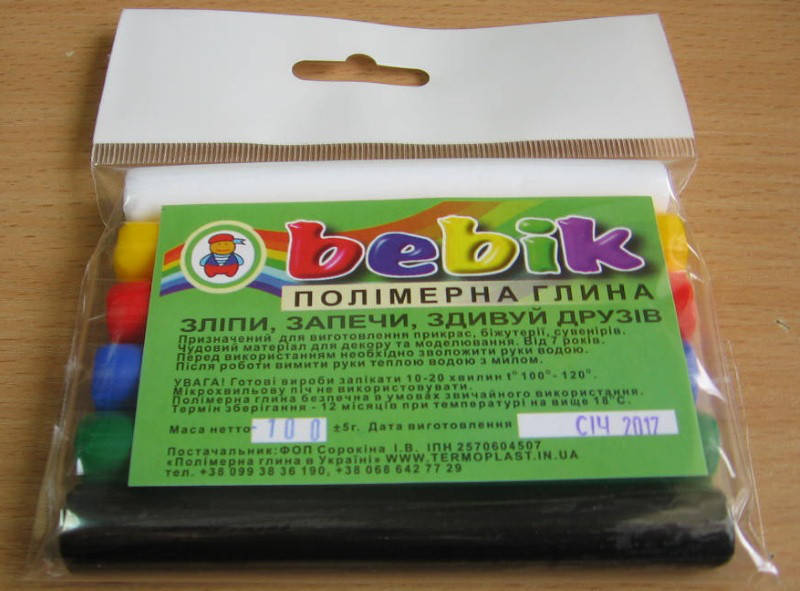 bebik
ПОЛІМЕРНА ГЛИНА
ЗЛІПИ, ЗАПЕЧИ, ЗДИВУЙ ДРУЗІВ
Призначений для виготовлення прикрас, біжутерії, сувенірів.
Чудовий матеріал для декору та моделювання. Від 7 років.
Перед використанням необхідно зволожити руки водою.
Після роботи вимити руки теплою водою з милом.
УВАГА! Готові вироби запікати 10-20 хвилин t° 100°- 120°.
Мікрохвильову піч не використовувати.
Полімерна глина безпечна в умовах звичайного використання.
Термін зберігання - 12 місяців при температурі на вище 18°С.
Маса нетто- 100 ±5г. Дата виготовлення СІЧ 2017
Постачальник: ФОП Сорокіна І.В. ІПН 2570604507
«Полімерна глина в Україні» WWW.TERMOPLAST.IN.UA
тел. +38 099 38 36 190, +38 068 642 77 29